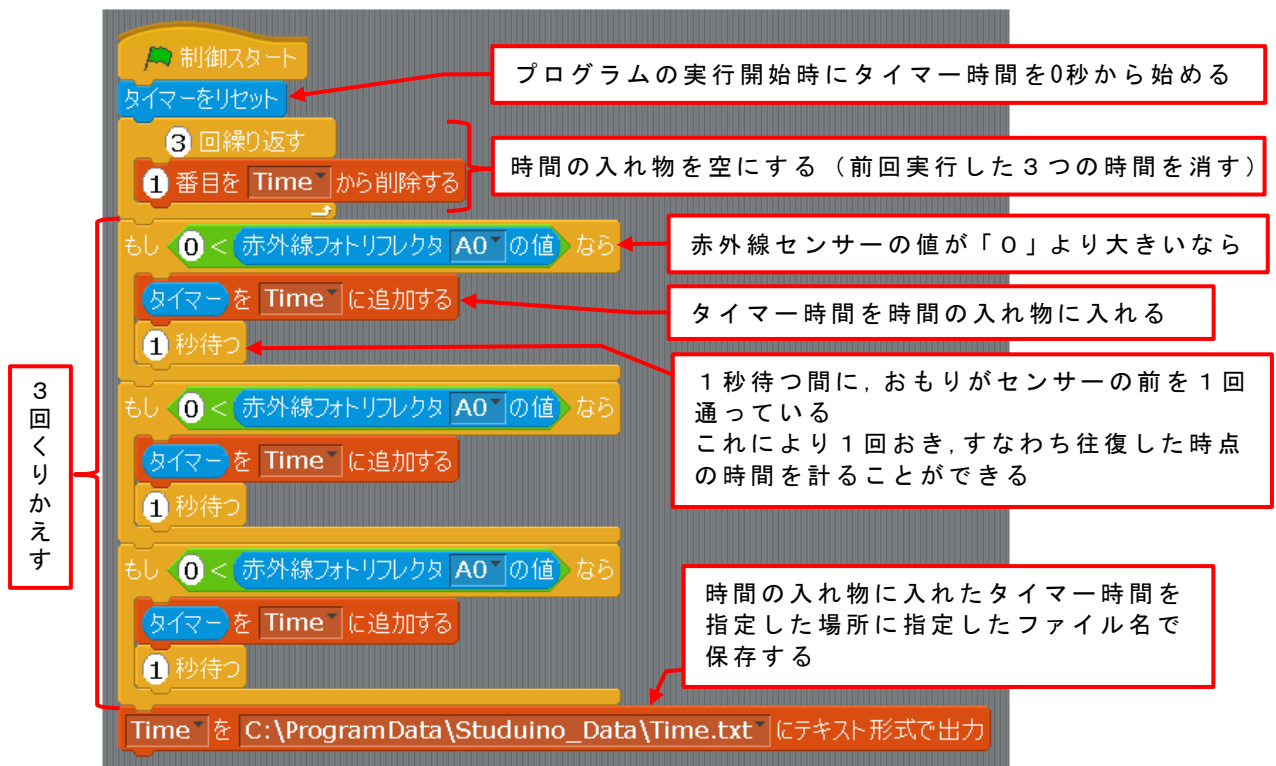 制御スタート
プログラムの実行開始時にタイマー時間を0秒から始める
タイマーをリセット
3 回繰り返す
時間の入れ物を空にする（前回実行した３つの時間を消す）
1 番目を Time から削除する
もし 0 < 赤外線フォトリフレクタ A0 の値 なら
赤外線センサーの値が「０」より大きいなら
タイマー を Time に追加する
タイマー時間を時間の入れ物に入れる
1 秒待つ
１秒待つ間に，おもりがセンサーの前を１回
通っている
これにより１回おき，すなわち往復した時点
の時間を計ることができる
３回くりかえす
もし 0 < 赤外線フォトリフレクタ A0 の値 なら
タイマー を Time に追加する
1 秒待つ
もし 0 < 赤外線フォトリフレクタ A0 の値 なら
タイマー を Time に追加する
1 秒待つ
時間の入れ物に入れたタイマー時間を
指定した場所に指定したファイル名で
保存する
Time を C:\ProgramData\Studuino_Data\Time.txt にテキスト形式で出力